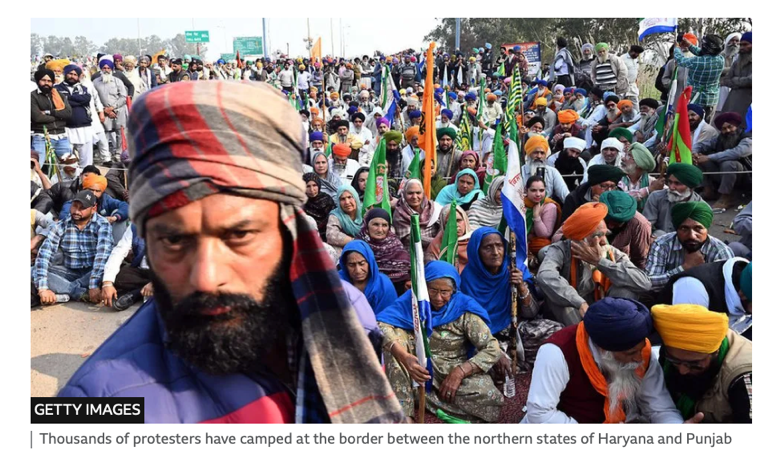 GETTY IMAGES
Thousands of protesters have camped at the border between the northern states of Haryana and Punjab